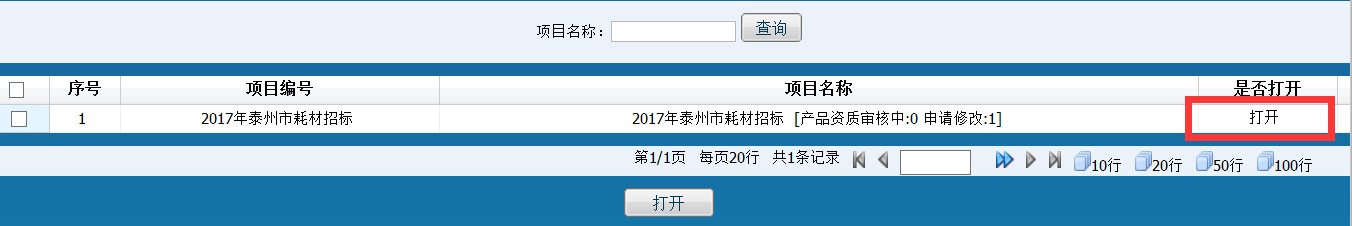 项目名称： 查询
序号 项目编号 项目名称 是否打开
1 2017年泰州市耗材招标 2017年泰州市耗材招标 [产品资质审核中:0 申请修改:1] 打开
第1/1页 每页20行 共1条记录 10行 20行 50行 100行
打开